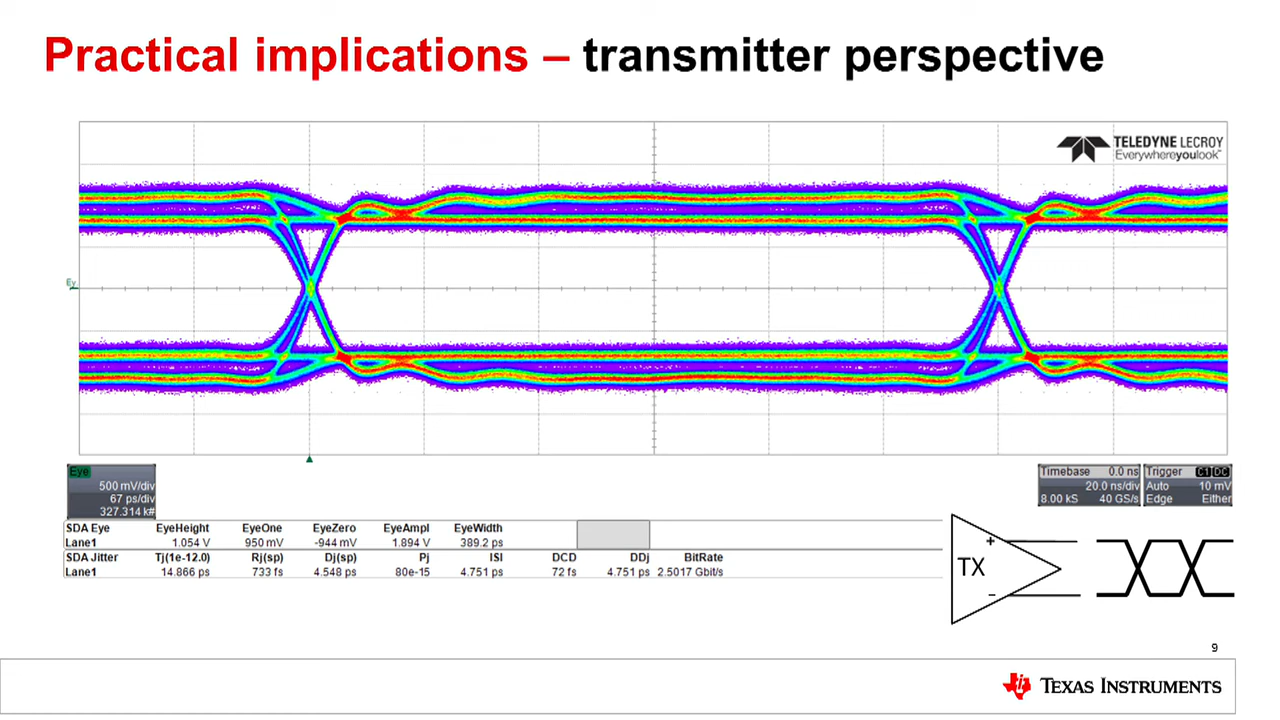 Practical implications – transmitter perspective
TELEDYNE LECROY
Everywhereyoulook™
Ey
Eye
500 mV/div
67 ps/div
327.314 k#
Timebase 0.0 ns
20.0 ns/div
8.00 kS 40 GS/s
Trigger C1 DC
Auto 10 mV
Edge Either
SDA Eye EyeHeight EyeOne EyeZero EyeAmpl EyeWidth
Lane1 1.054 V 950 mV -944 mV 1.894 V 389.2 ps
SDA Jitter Tj(1e-12.0) Rj(sp) Dj(sp) Pj ISI DCD DDj BitRate
Lane1 14.866 ps 733 fs 4.548 ps 80e-15 4.751 ps 72 fs 4.751 ps 2.5017 Gbit/s
+
TX
-
9
TEXAS INSTRUMENTS